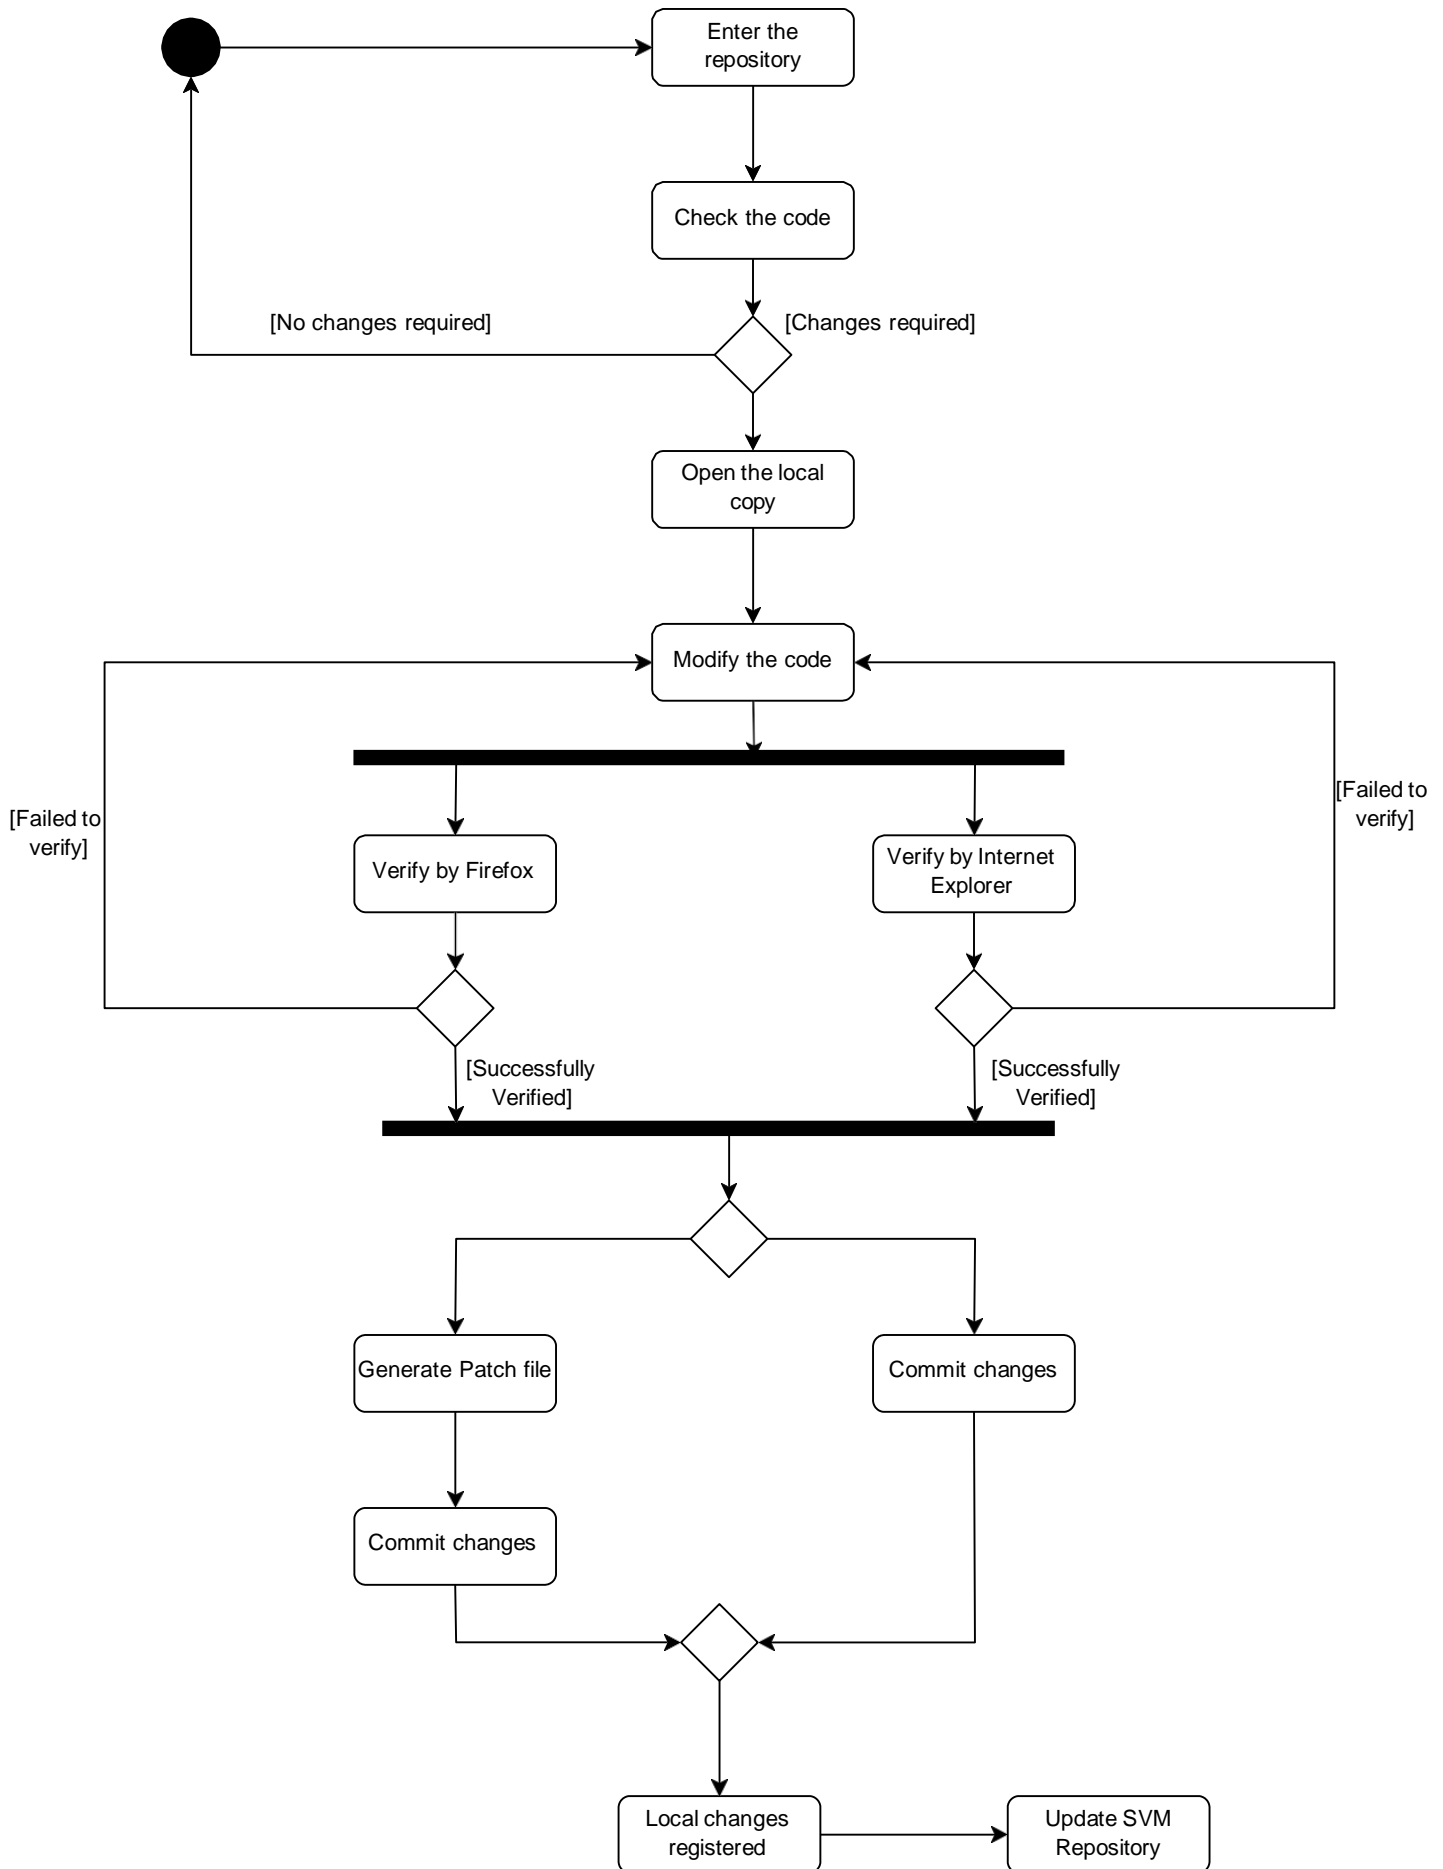 Enter the
repository
Check the code
[No changes required]
[Changes required]
Open the local
copy
Modify the code
[Failed to
verify]
[Failed to
verify]
Verify by Firefox
Verify by Internet
Explorer
[Successfully
Verified]
[Successfully
Verified]
Generate Patch file
Commit changes
Commit changes
Local changes
registered
Update SVM
Repository